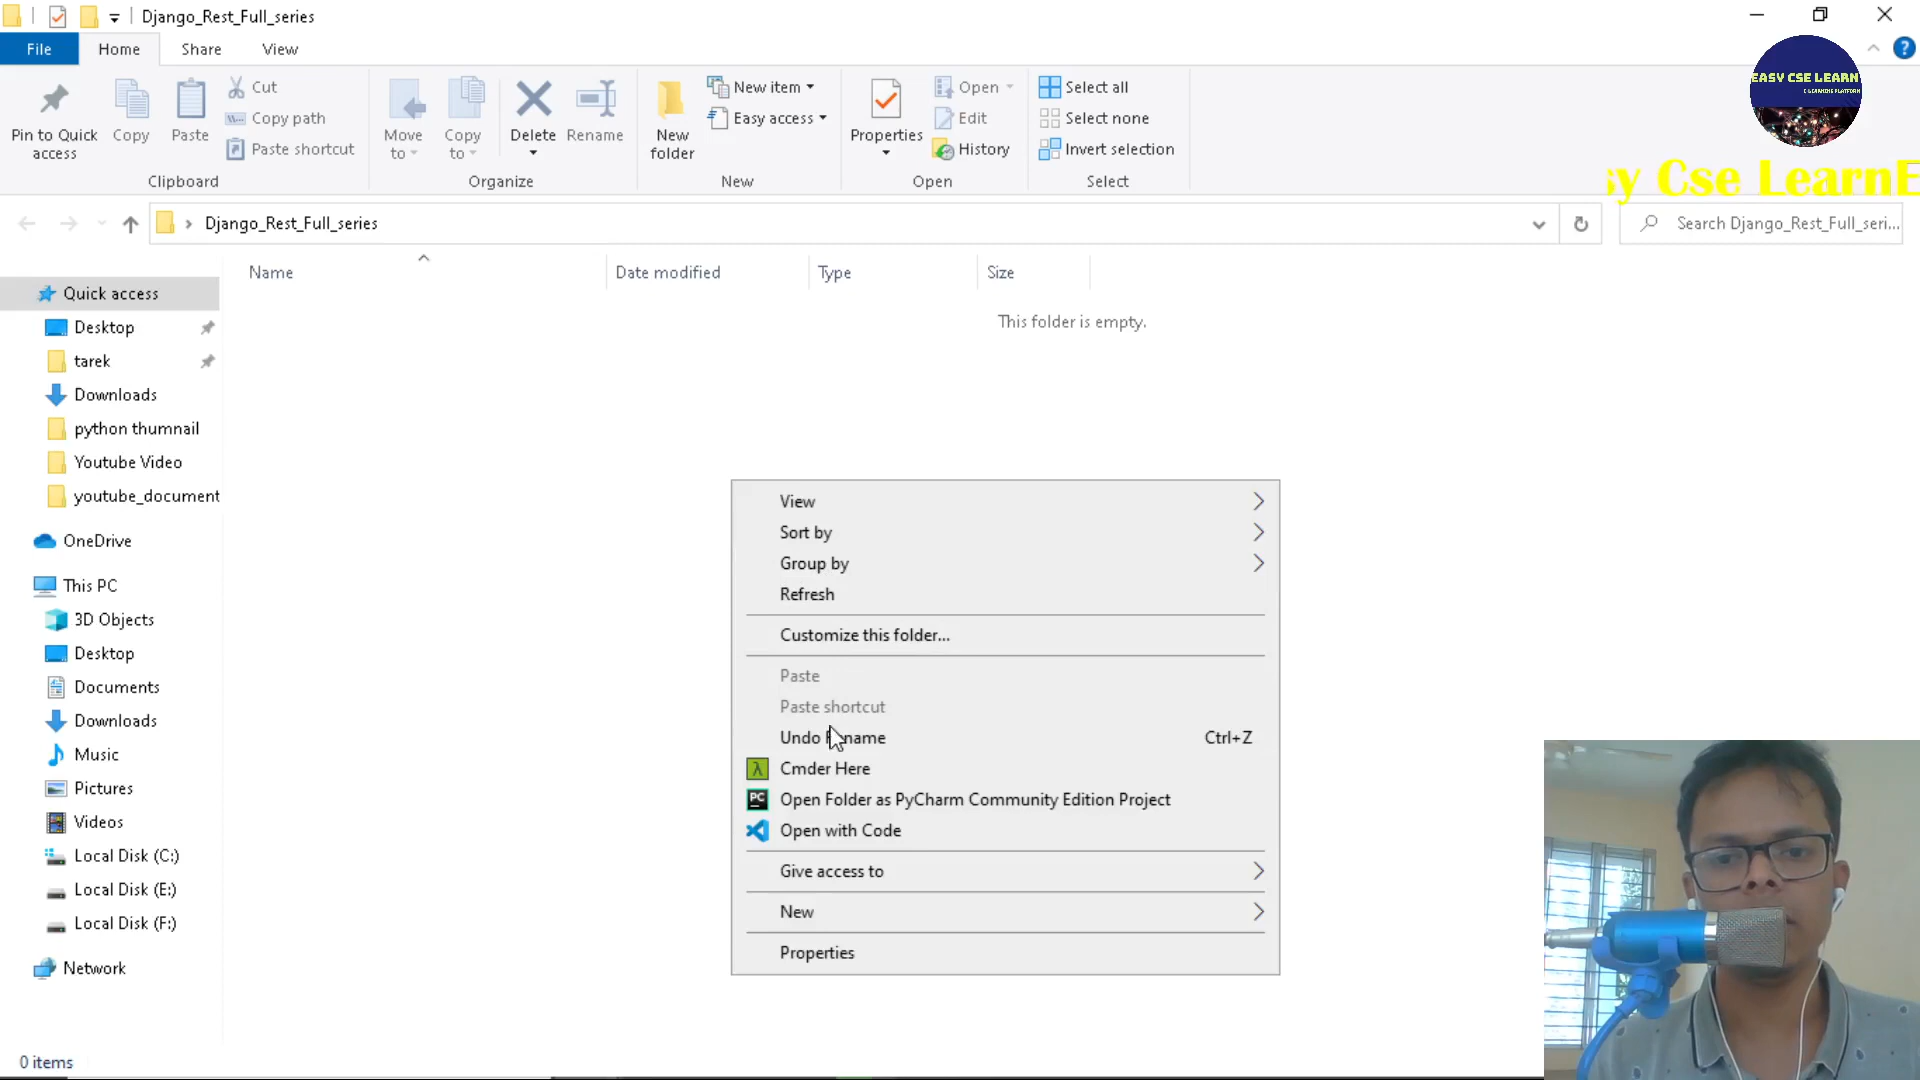 Django_Rest_Full_series
File
Home
Share
View
Pin to Quick access
Copy
Paste
Cut
Copy path
Paste shortcut
Clipboard
Move to
Copy to
Delete
Rename
Organize
New folder
New item
Easy access
New
Properties
Open
Edit
History
Open
Select all
Select none
Invert selection
Select
EASY CSE LEARN
E LEARNING PLATFORM
sy Cse LearnE
Django_Rest_Full_series
Search Django_Rest_Full_seri...
Name
Date modified
Type
Size
This folder is empty.
Quick access
Desktop
tarek
Downloads
python thumnail
Youtube Video
youtube_document
OneDrive
This PC
3D Objects
Desktop
Documents
Downloads
Music
Pictures
Videos
Local Disk (C:)
Local Disk (E:)
Local Disk (F:)
Network
View
Sort by
Group by
Refresh
Customize this folder...
Paste
Paste shortcut
Undo Rename Ctrl+Z
Cmder Here
Open Folder as PyCharm Community Edition Project
Open with Code
Give access to
New
Properties
0 items